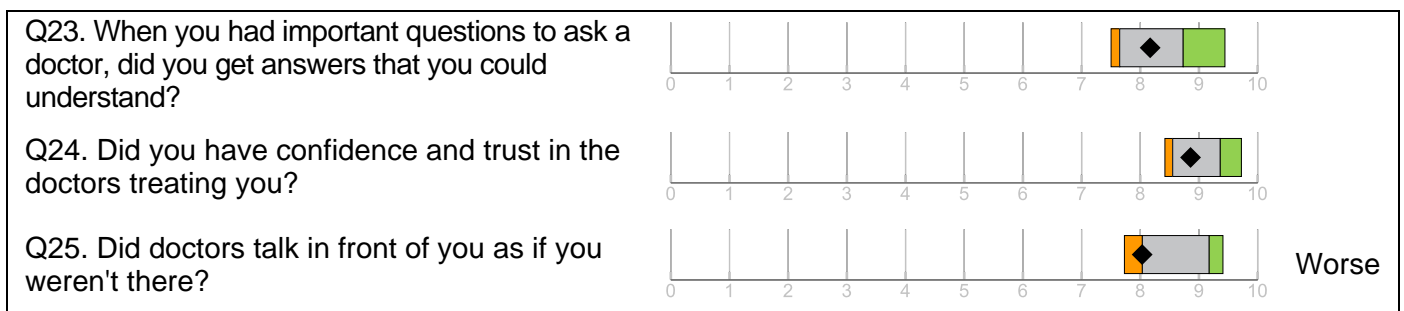 Q23. When you had important questions to ask a
doctor, did you get answers that you could
understand?
0 1 2 3 4 5 6 7 8 9 10
Q24. Did you have confidence and trust in the
doctors treating you?
0 1 2 3 4 5 6 7 8 9 10
Q25. Did doctors talk in front of you as if you
weren't there?
Worse
0 1 2 3 4 5 6 7 8 9 10